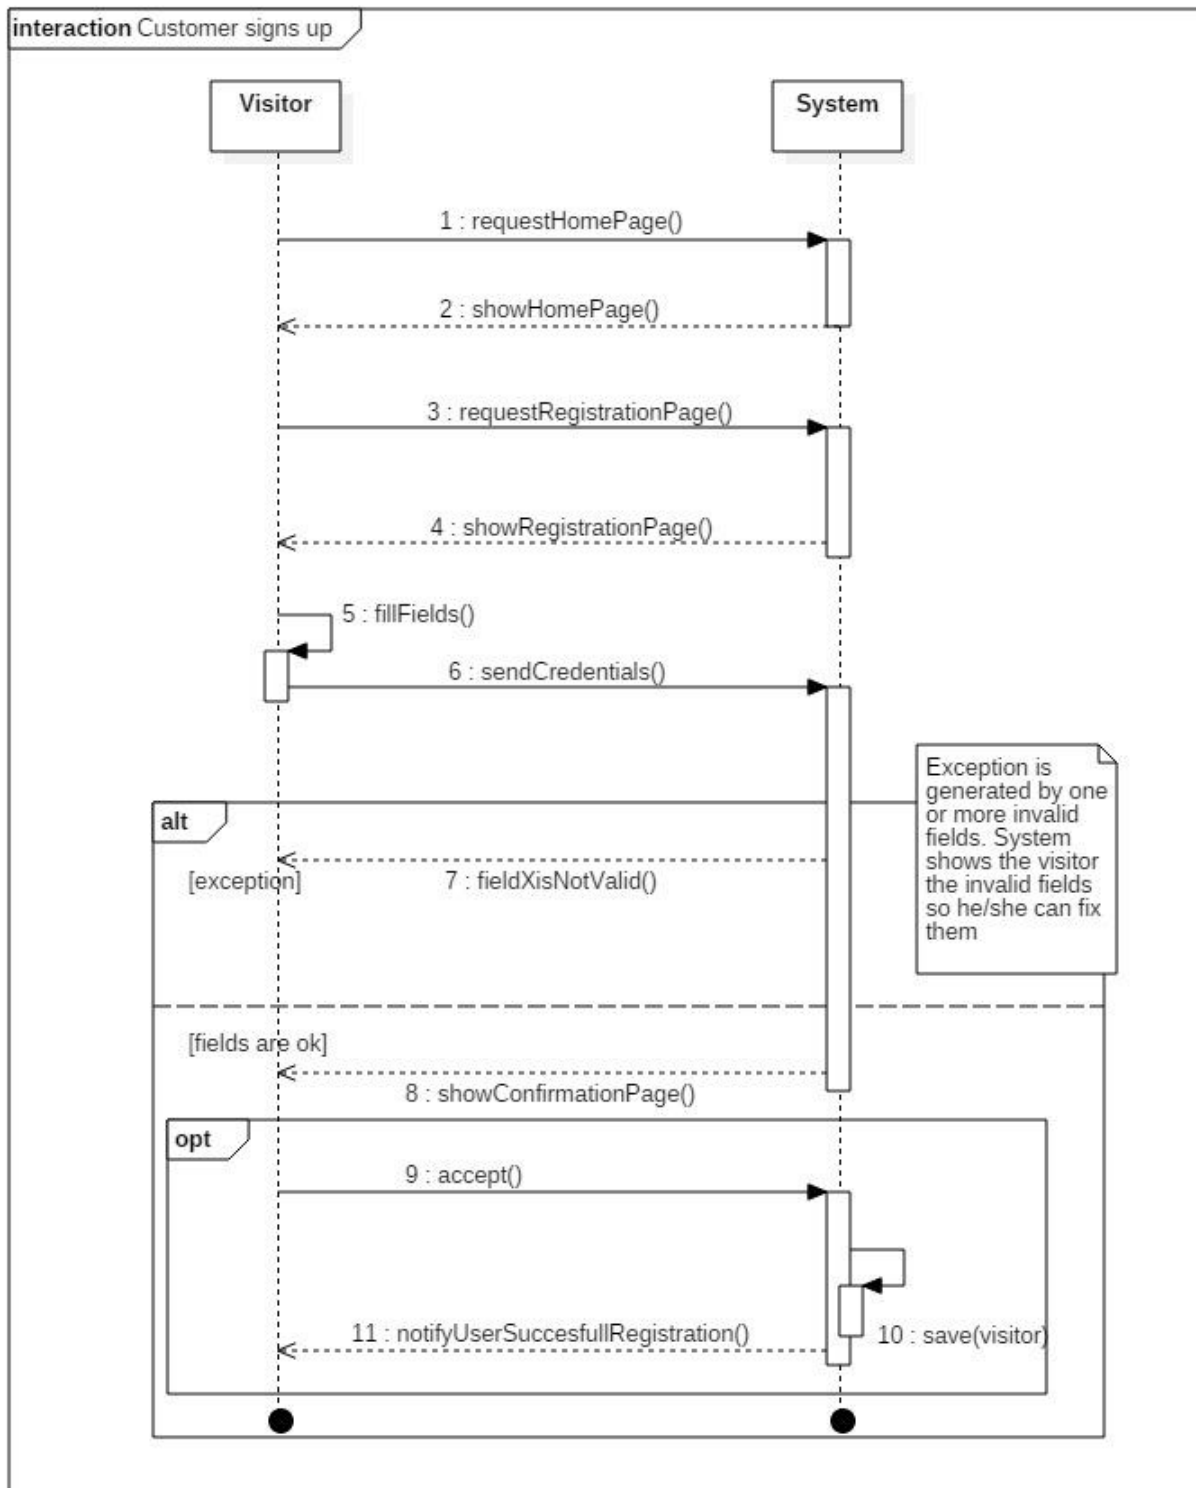 interaction Customer signs up
Visitor
System
1 : requestHomePage()
2 : showHomePage()
3 : requestRegistrationPage()
4 : showRegistrationPage()
5 : fillFields()
6 : sendCredentials()
Exception is
generated by one
or more invalid
fields. System
shows the visitor
the invalid fields
so he/she can fix
them
alt
[exception]
7 : fieldXisNotValid()
[fields are ok]
8 : showConfirmationPage()
opt
9 : accept()
11 : notifyUserSuccesfullRegistration()
10 : save(visitor)